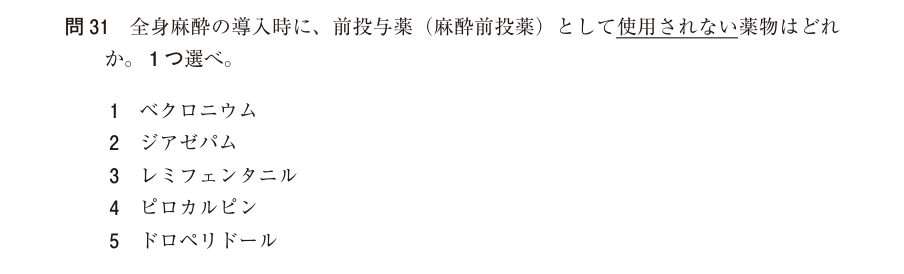 問 31 全身麻酔の導入時に、前投与薬（麻酔前投薬）として使用されない薬物はどれ
か。1つ選べ。
1 ベクロニウム
2 ジアゼパム
3 レミフェンタニル
4 ピロカルピン
5 ドロペリドール